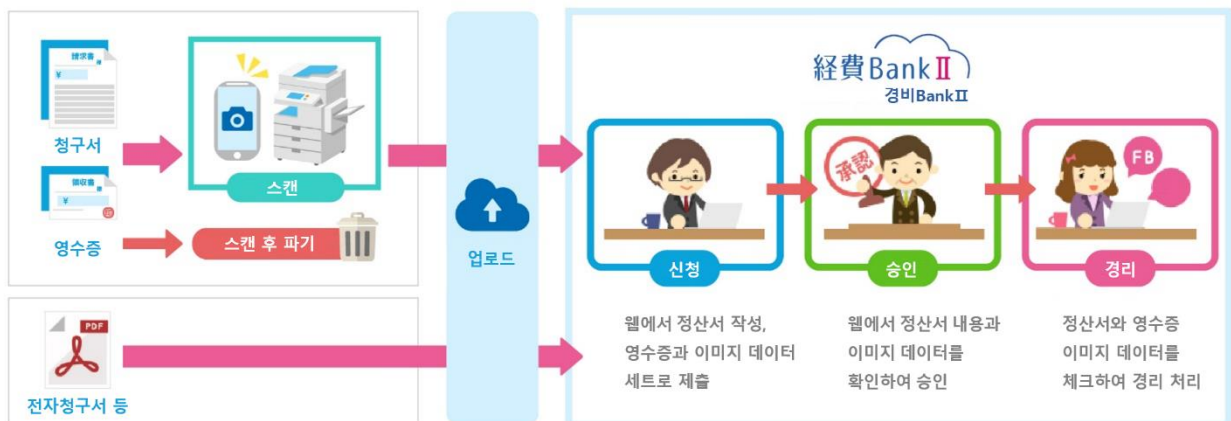 請求書
¥
청구서
領収書
¥
영수증
스캔
스캔 후 파기
PDF
전자청구서 등
업로드
経費BankⅡ
경비BankⅡ
신청
웹에서 정산서 작성,
영수증과 이미지 데이터
세트로 제출
承認
승인
웹에서 정산서 내용과
이미지 데이터를
확인하여 승인
FB
경리
정산서와 영수증
이미지 데이터를
체크하여 경리 처리